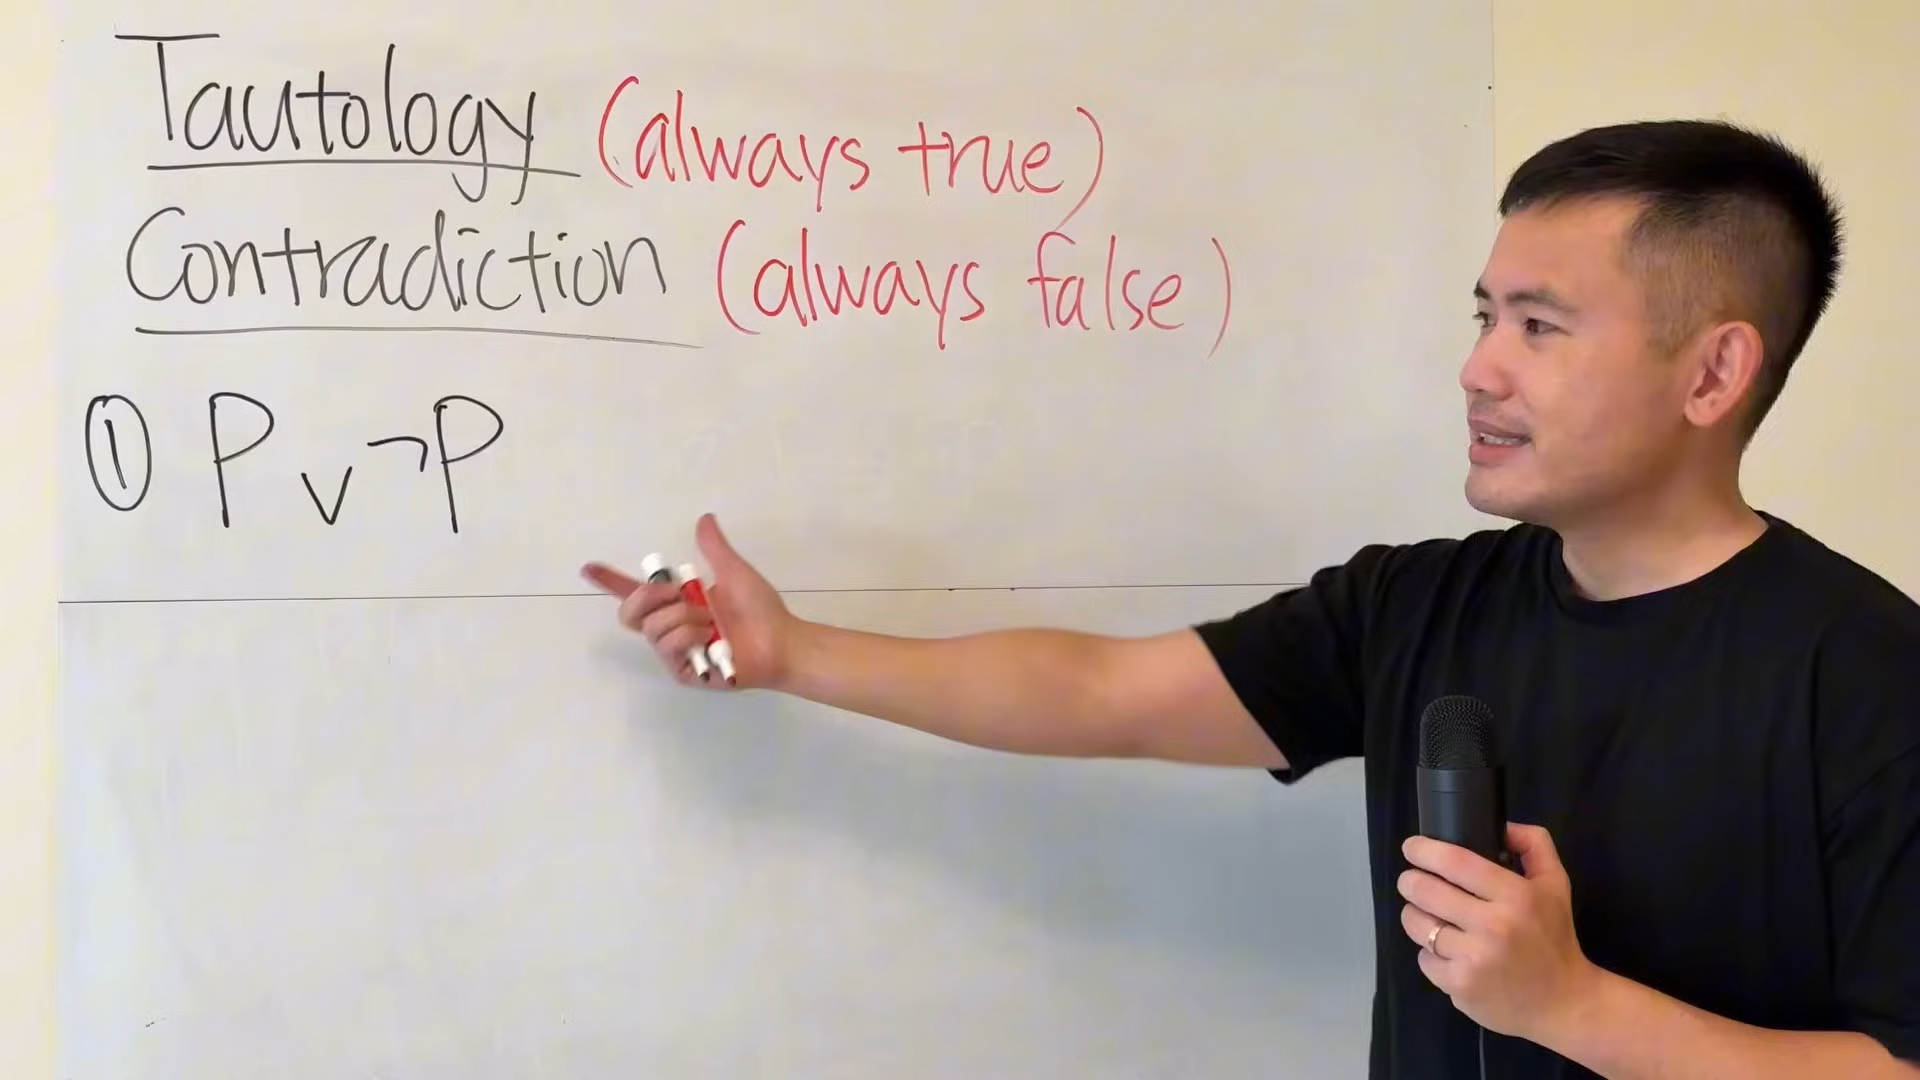 Tautology (always true)
Contradiction (always false)
① P ∨ ¬P